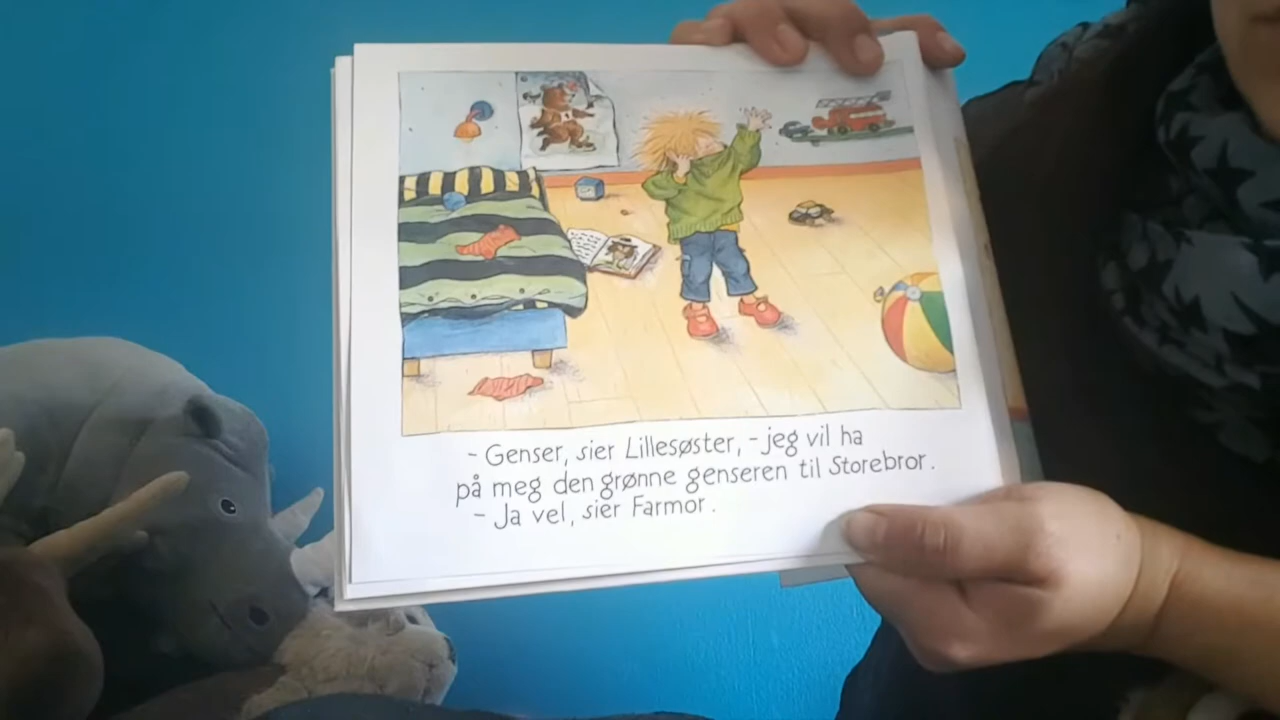 - Genser, sier Lillesøster, - jeg vil ha
på meg den grønne genseren til Storebror.
- Ja vel, sier Farmor.